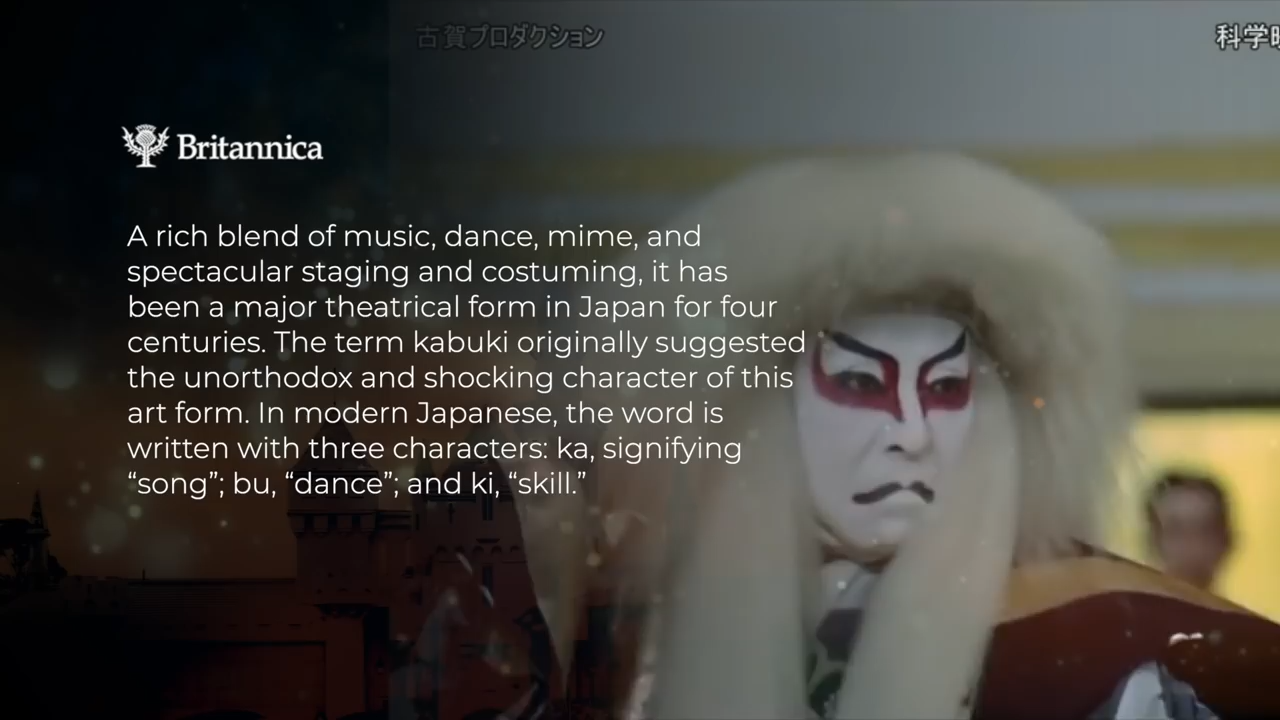 古賀プロダクション
科学
Britannica
A rich blend of music, dance, mime, and
spectacular staging and costuming, it has
been a major theatrical form in Japan for four
centuries. The term kabuki originally suggested
the unorthodox and shocking character of this
art form. In modern Japanese, the word is
written with three characters: ka, signifying
“song”; bu, “dance”; and ki, “skill.”